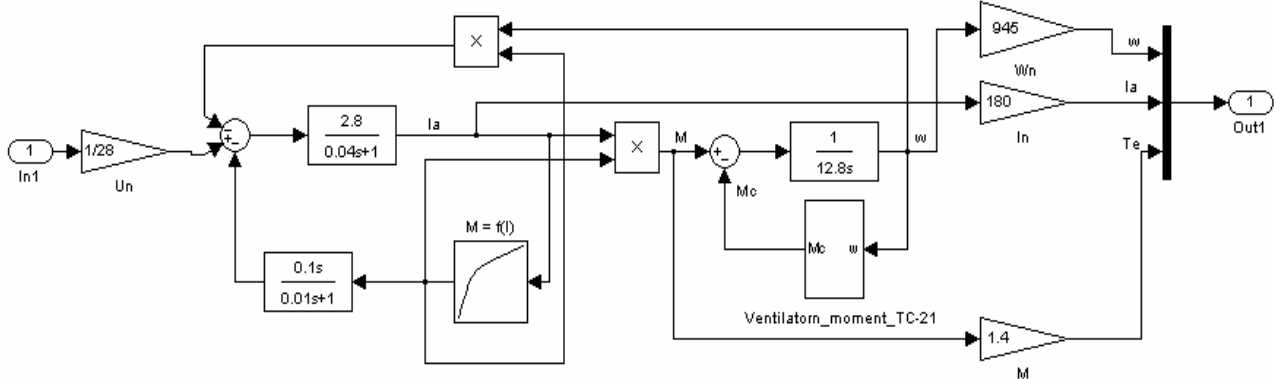 945
×
w
Wn
Ia
2.8
0.04s+1
Ia
180
In
1
Out1
1
In1
1/28
Un
×
M
1
12.8s
w
Te
Mc
M = f(I)
0.1s
0.01s+1
Mc w
Ventilatorn_moment_TC-21
1.4
M